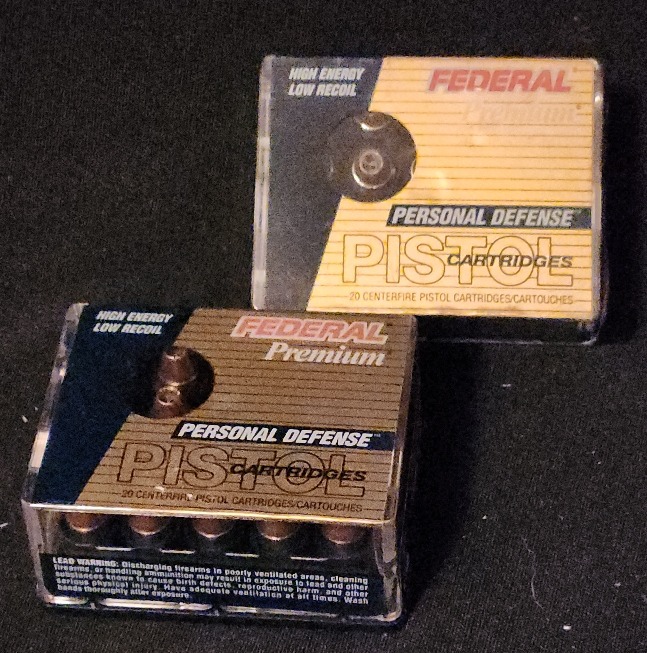 HIGH ENERGY
LOW RECOIL
FEDERAL
Premium
PERSONAL DEFENSE™
PISTOL
CARTRIDGES
20 CENTERFIRE PISTOL CARTRIDGES/CARTOUCHES
HIGH ENERGY
LOW RECOIL
FEDERAL
Premium
PERSONAL DEFENSE™
PISTOL
CARTRIDGES
20 CENTERFIRE PISTOL CARTRIDGES/CARTOUCHES
LEAD WARNING: Discharging firearms in poorly ventilated areas, cleaning
firearms, or handling ammunition may result in exposure to lead and other
substances known to cause birth defects, reproductive harm, and other
serious physical injury. Have adequate ventilation at all times. Wash
hands thoroughly after exposure.